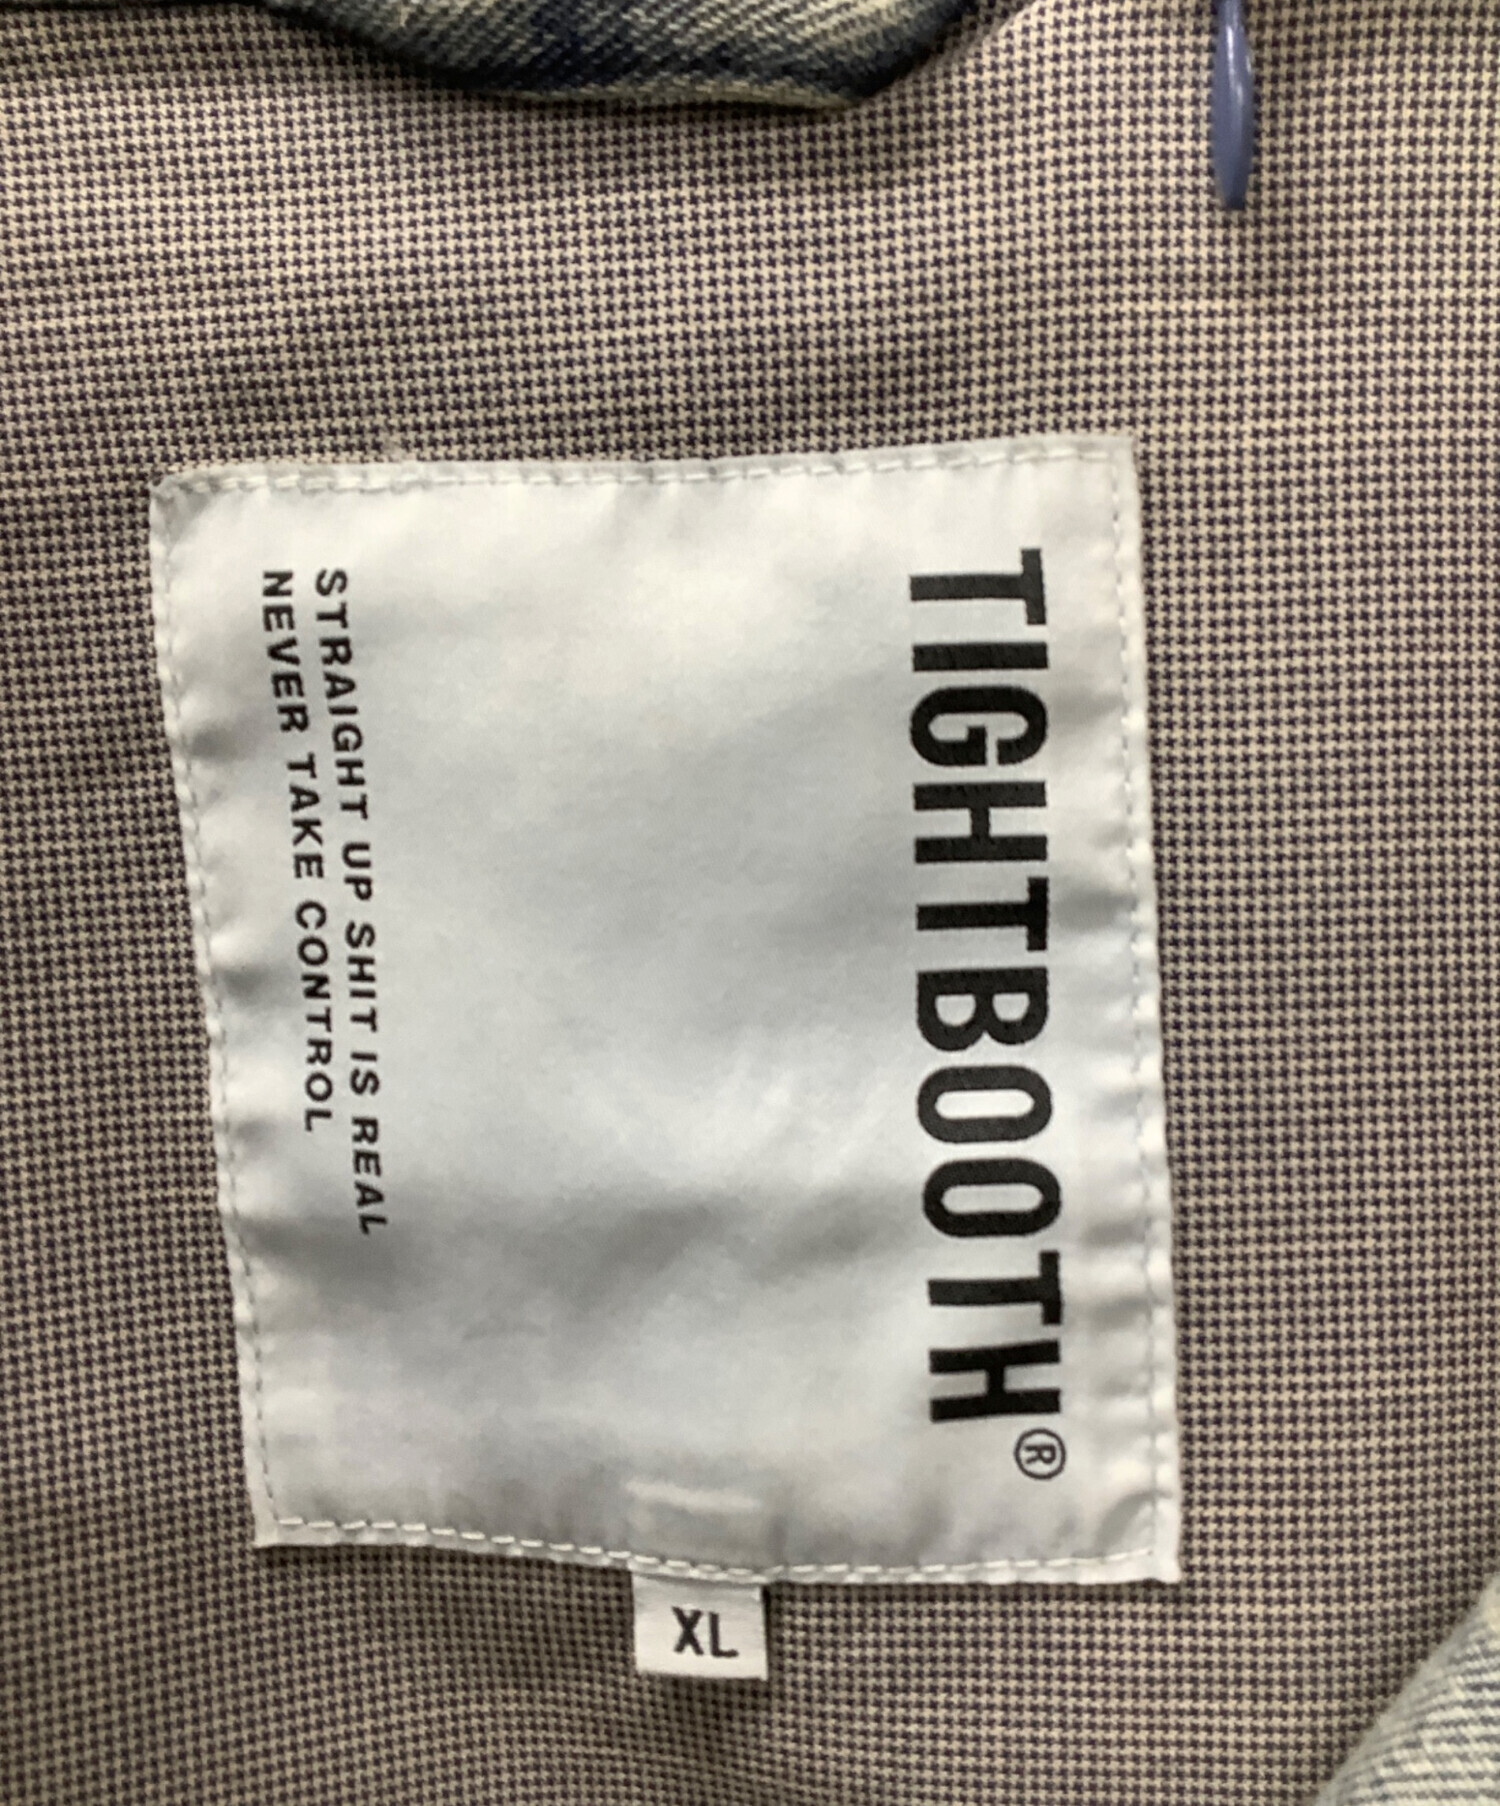 TIGHTBOOTH®
STRAIGHT UP SHIT IS REAL
NEVER TAKE CONTROL
XL